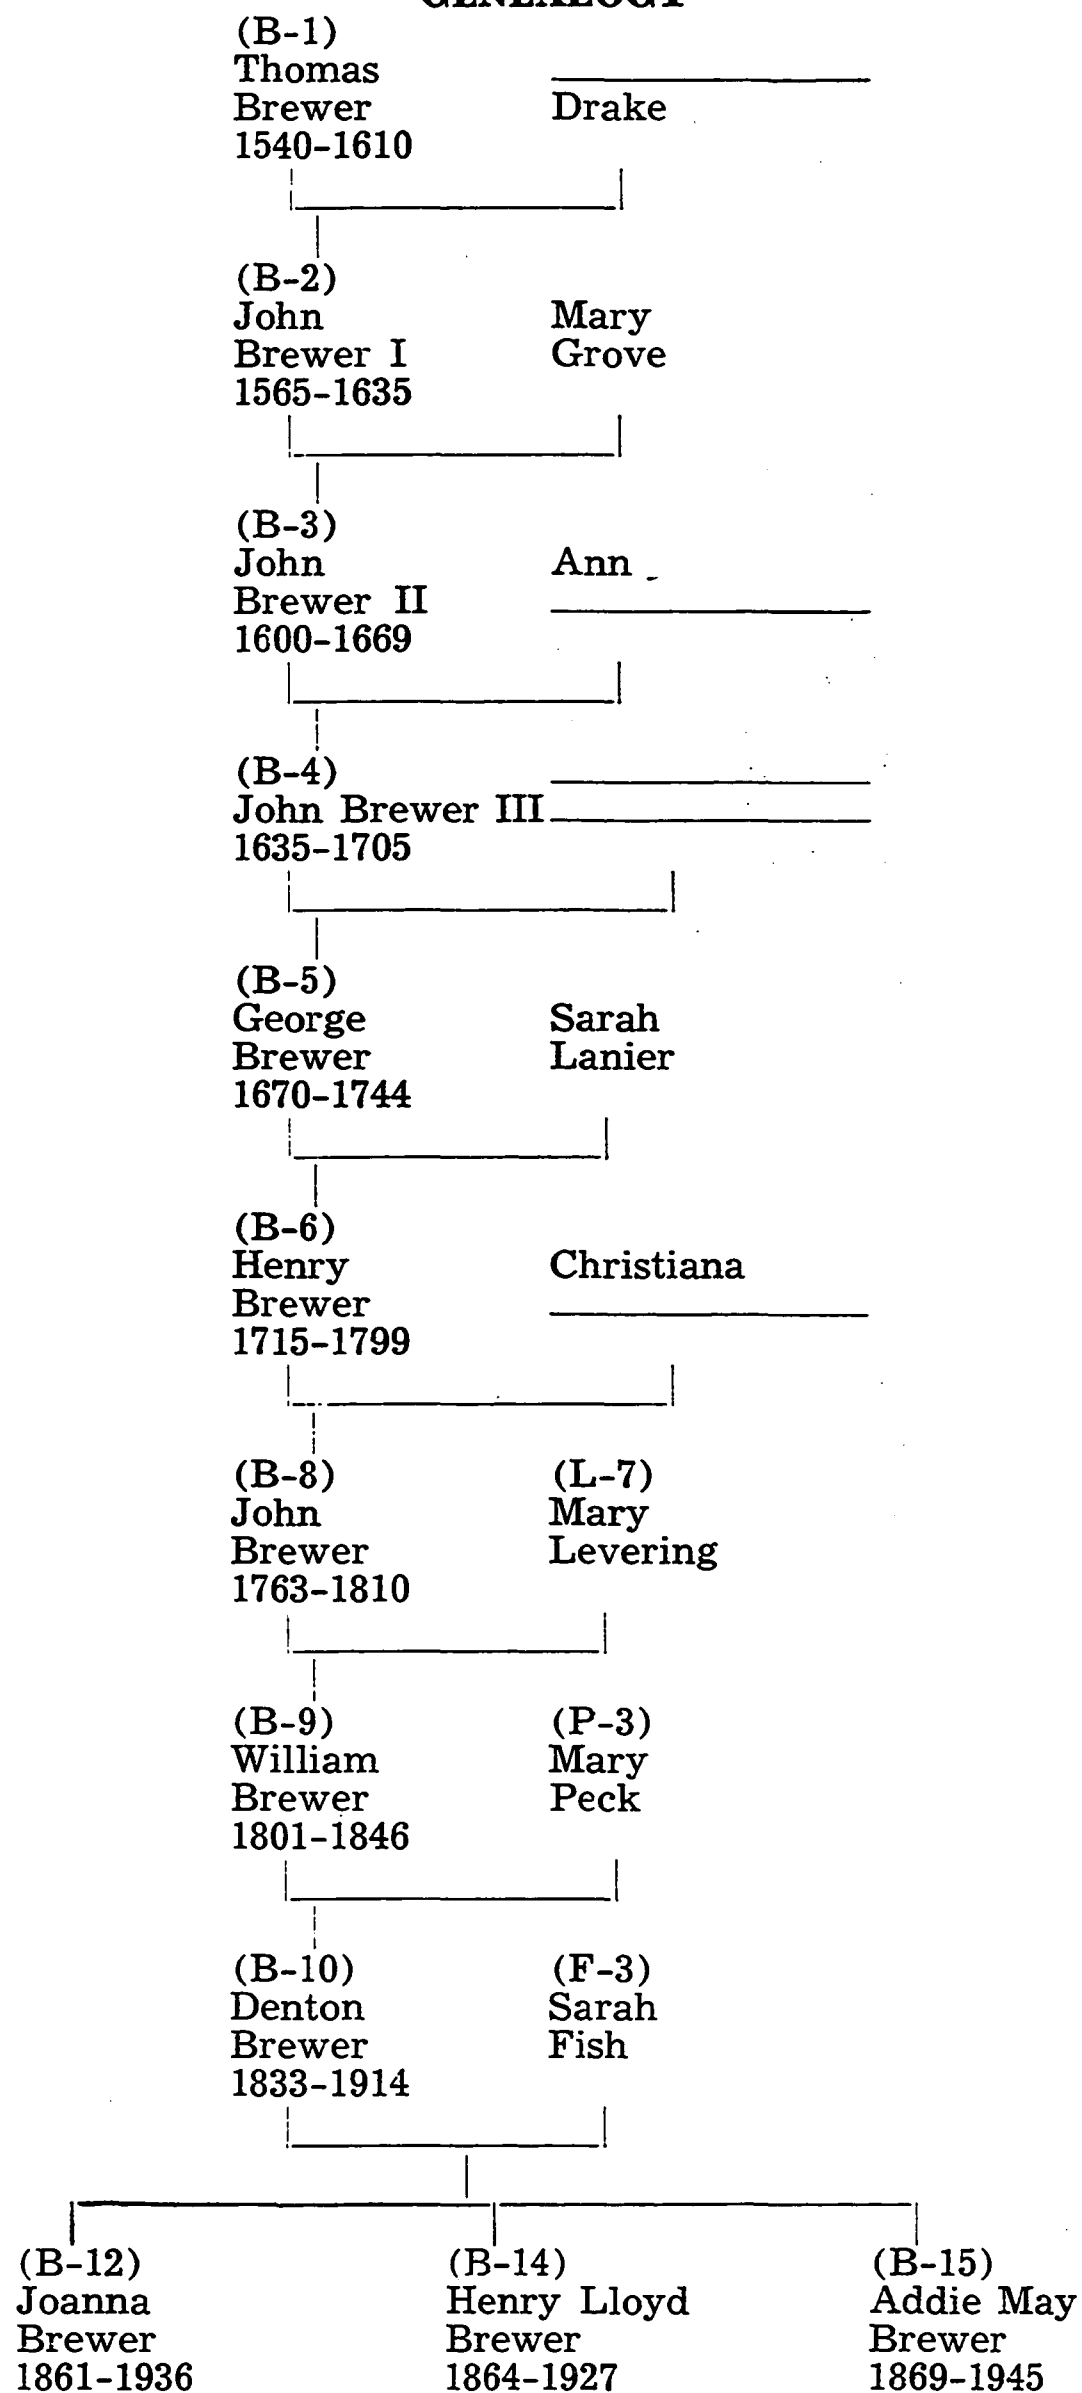 GENEALOGY
(B-1)
Thomas
Brewer Drake
1540-1610
(B-2)
John Mary
Brewer I Grove
1565-1635
(B-3)
John Ann
Brewer II
1600-1669
(B-4)
John Brewer III
1635-1705
(B-5)
George Sarah
Brewer Lanier
1670-1744
(B-6)
Henry Christiana
Brewer
1715-1799
(B-8) (L-7)
John Mary
Brewer Levering
1763-1810
(B-9) (P-3)
William Mary
Brewer Peck
1801-1846
(B-10) (F-3)
Denton Sarah
Brewer Fish
1833-1914
(B-12) (B-14) (B-15)
Joanna Henry Lloyd Addie May
Brewer Brewer Brewer
1861-1936 1864-1927 1869-1945